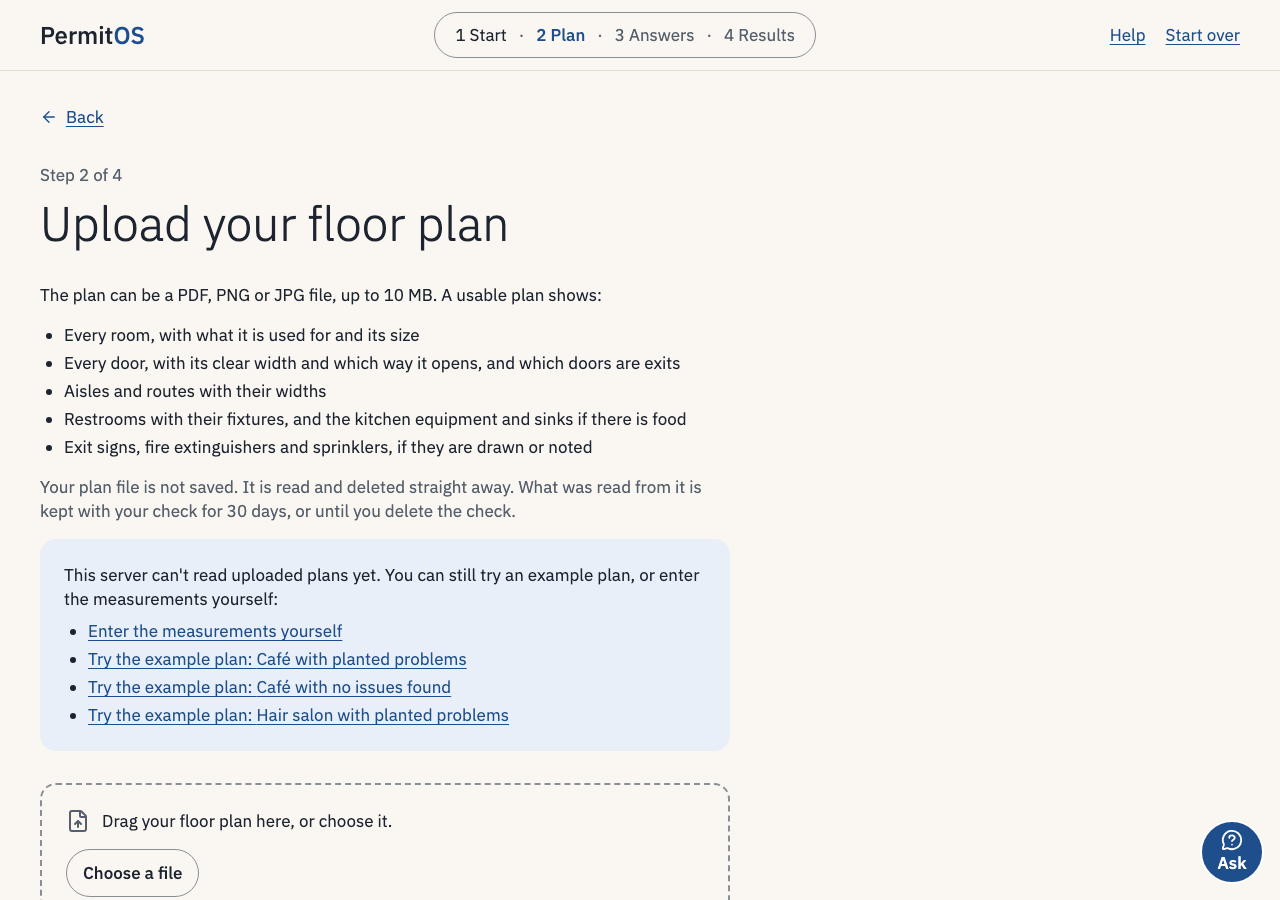 PermitOS
1 Start · 2 Plan · 3 Answers · 4 Results
Help
Start over
Back
Step 2 of 4
Upload your floor plan
The plan can be a PDF, PNG or JPG file, up to 10 MB. A usable plan shows:
• Every room, with what it is used for and its size
• Every door, with its clear width and which way it opens, and which doors are exits
• Aisles and routes with their widths
• Restrooms with their fixtures, and the kitchen equipment and sinks if there is food
• Exit signs, fire extinguishers and sprinklers, if they are drawn or noted
Your plan file is not saved. It is read and deleted straight away. What was read from it is
kept with your check for 30 days, or until you delete the check.
This server can't read uploaded plans yet. You can still try an example plan, or enter
the measurements yourself:
• Enter the measurements yourself
• Try the example plan: Café with planted problems
• Try the example plan: Café with no issues found
• Try the example plan: Hair salon with planted problems
Drag your floor plan here, or choose it.
Choose a file
Ask